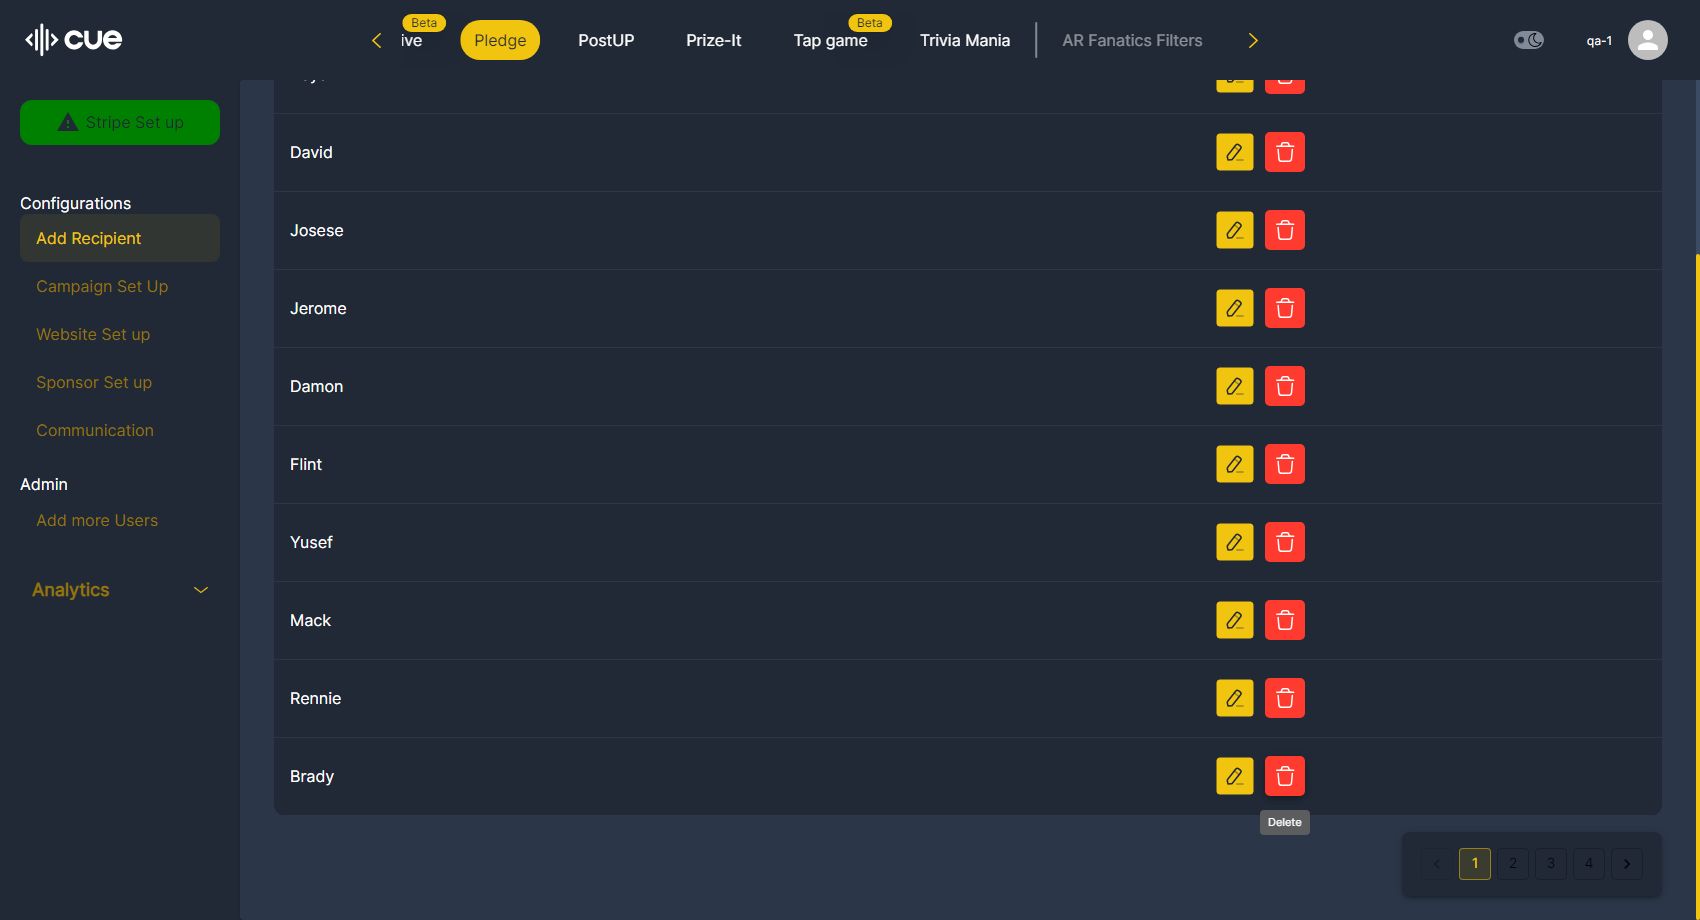 cue
Beta
ive
Pledge
PostUP
Prize-It
Tap game
Beta
Trivia Mania
AR Fanatics Filters
qa-1
Stripe Set up
Configurations
Add Recipient
Campaign Set Up
Website Set up
Sponsor Set up
Communication
Admin
Add more Users
Analytics
David
Josese
Jerome
Damon
Flint
Yusef
Mack
Rennie
Brady
Delete
1 2 3 4